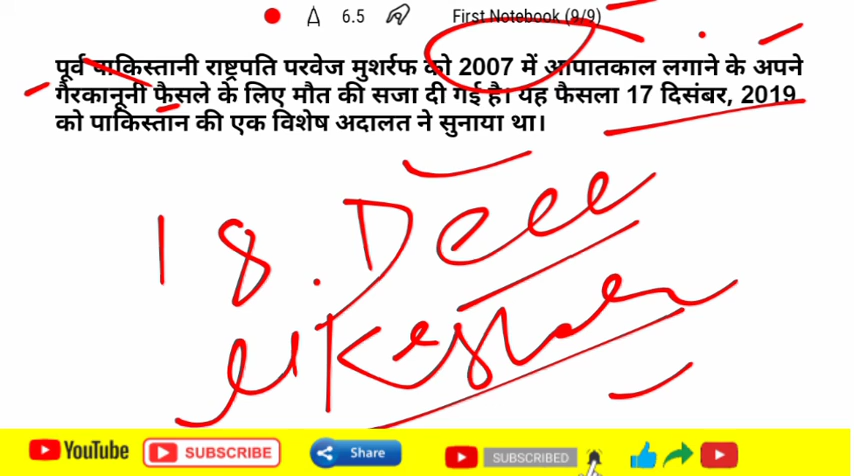 6.5 First Notebook (9/9)
पूर्व पाकिस्तानी राष्ट्रपति परवेज मुशर्रफ को 2007 में आपातकाल लगाने के अपने
गैरकानूनी फैसले के लिए मौत की सजा दी गई है। यह फैसला 17 दिसंबर, 2019
को पाकिस्तान की एक विशेष अदालत ने सुनाया था।
18.
YouTube SUBSCRIBE Share SUBSCRIBED